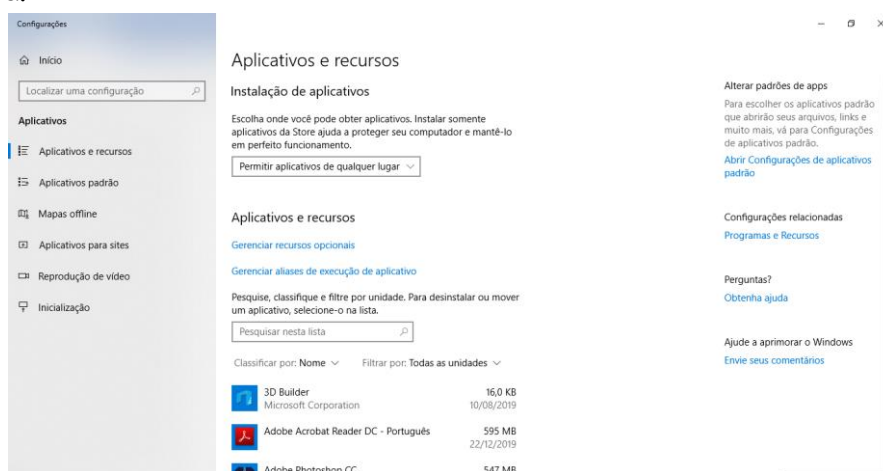 Configurações
Início
Localizar uma configuração
Aplicativos
Aplicativos e recursos
Aplicativos padrão
Mapas offline
Aplicativos para sites
Reprodução de vídeo
Inicialização
Aplicativos e recursos
Instalação de aplicativos
Escolha onde você pode obter aplicativos. Instalar somente
aplicativos da Store ajuda a proteger seu computador e mantê-lo
em perfeito funcionamento.
Permitir aplicativos de qualquer lugar
Aplicativos e recursos
Gerenciar recursos opcionais
Gerenciar aliases de execução de aplicativo
Pesquise, classifique e filtre por unidade. Para desinstalar ou mover
um aplicativo, selecione-o na lista.
Pesquisar nesta lista
Classificar por: Nome Filtrar por: Todas as unidades
3D Builder 16,0 KB
Microsoft Corporation 10/08/2019
Adobe Acrobat Reader DC - Português 595 MB
22/12/2019
Adobe Photoshop CC 547 MB
Alterar padrões de apps
Para escolher os aplicativos padrão
que abrirão seus arquivos, links e
muito mais, vá para Configurações
de aplicativos padrão.
Abrir Configurações de aplicativos
padrão
Configurações relacionadas
Programas e Recursos
Perguntas?
Obtenha ajuda
Ajude a aprimorar o Windows
Envie seus comentários